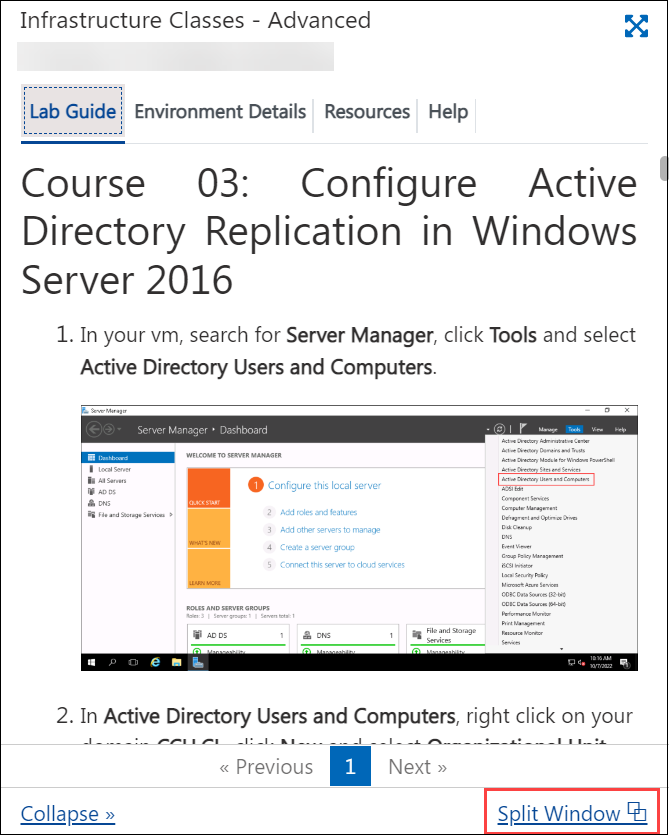 Infrastructure Classes - Advanced
Lab Guide
Environment Details
Resources
Help
Course 03: Configure Active
Directory Replication in Windows
Server 2016
1. In your vm, search for Server Manager, click Tools and select
Active Directory Users and Computers.
Server Manager
Server Manager • Dashboard
Manage
Tools
View
Help
Dashboard
Local Server
All Servers
AD DS
DNS
File and Storage Services
WELCOME TO SERVER MANAGER
QUICK START
WHAT'S NEW
LEARN MORE
1 Configure this local server
2 Add roles and features
3 Add other servers to manage
4 Create a server group
5 Connect this server to cloud services
ROLES AND SERVER GROUPS
Roles: 3 | Server groups: 1 | Servers total: 1
AD DS 1
Manageability
DNS 1
Manageability
File and Storage
Services
1
Manageability
Active Directory Administrative Center
Active Directory Domains and Trusts
Active Directory Module for Windows PowerShell
Active Directory Sites and Services
Active Directory Users and Computers
ADSI Edit
Component Services
Computer Management
Defragment and Optimize Drives
Disk Cleanup
DNS
Event Viewer
Group Policy Management
iSCSI Initiator
Local Security Policy
Microsoft Azure Services
ODBC Data Sources (32-bit)
ODBC Data Sources (64-bit)
Performance Monitor
Print Management
Resource Monitor
Services
10:16 AM
10/7/2022
2. In Active Directory Users and Computers, right click on your
click New and select Organizational Unit
« Previous
1
Next »
Collapse »
Split Window